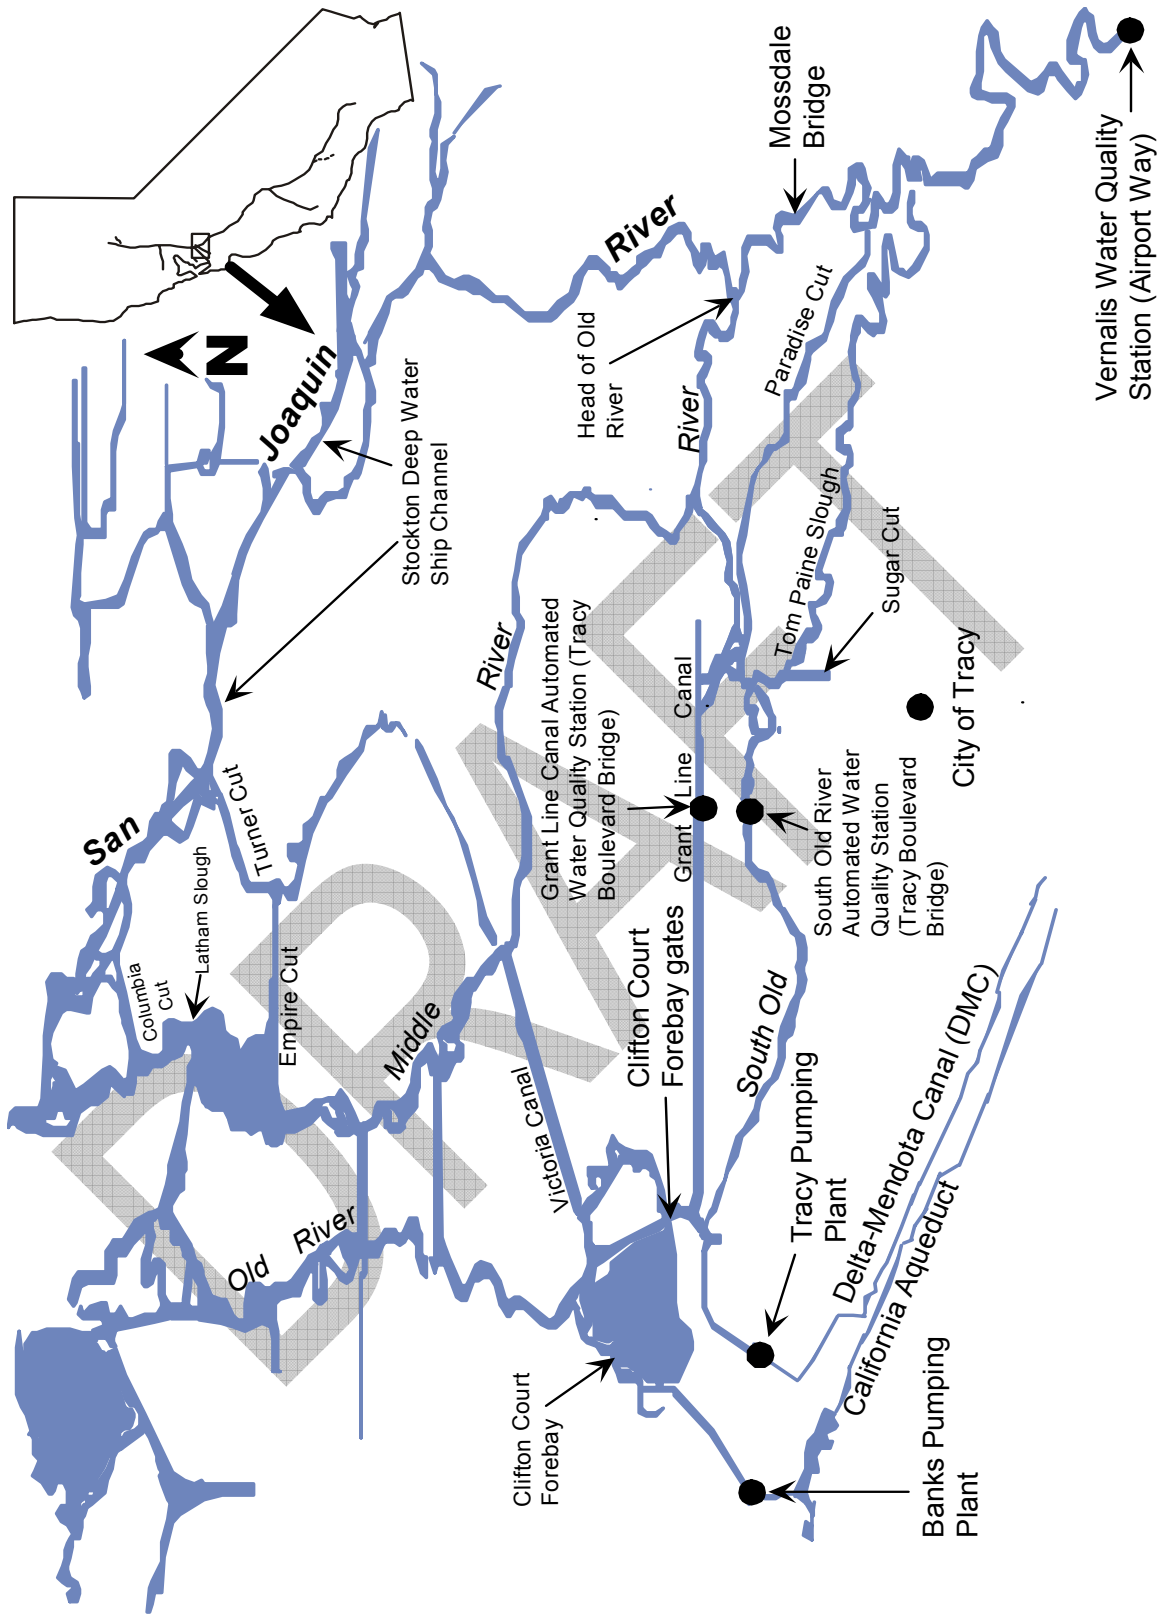 San
Joaquin
River
N
Stockton Deep Water
Ship Channel
Mossdale
Bridge
Vernalis Water Quality
Station (Airport Way)
Head of Old
River
River
Paradise Cut
Tom Paine Slough
Sugar Cut
City of Tracy
Turner Cut
Latham Slough
Columbia
Cut
Empire Cut
Middle
River
Victoria Canal
Grant Line Canal Automated
Water Quality Station (Tracy
Boulevard Bridge)
Grant Line Canal
South Old River
Automated Water
Quality Station
(Tracy Boulevard
Bridge)
Clifton Court
Forebay gates
South Old
Old River
Tracy Pumping
Plant
Delta-Mendota Canal (DMC)
California Aqueduct
Clifton Court
Forebay
Banks Pumping
Plant
DRAFT